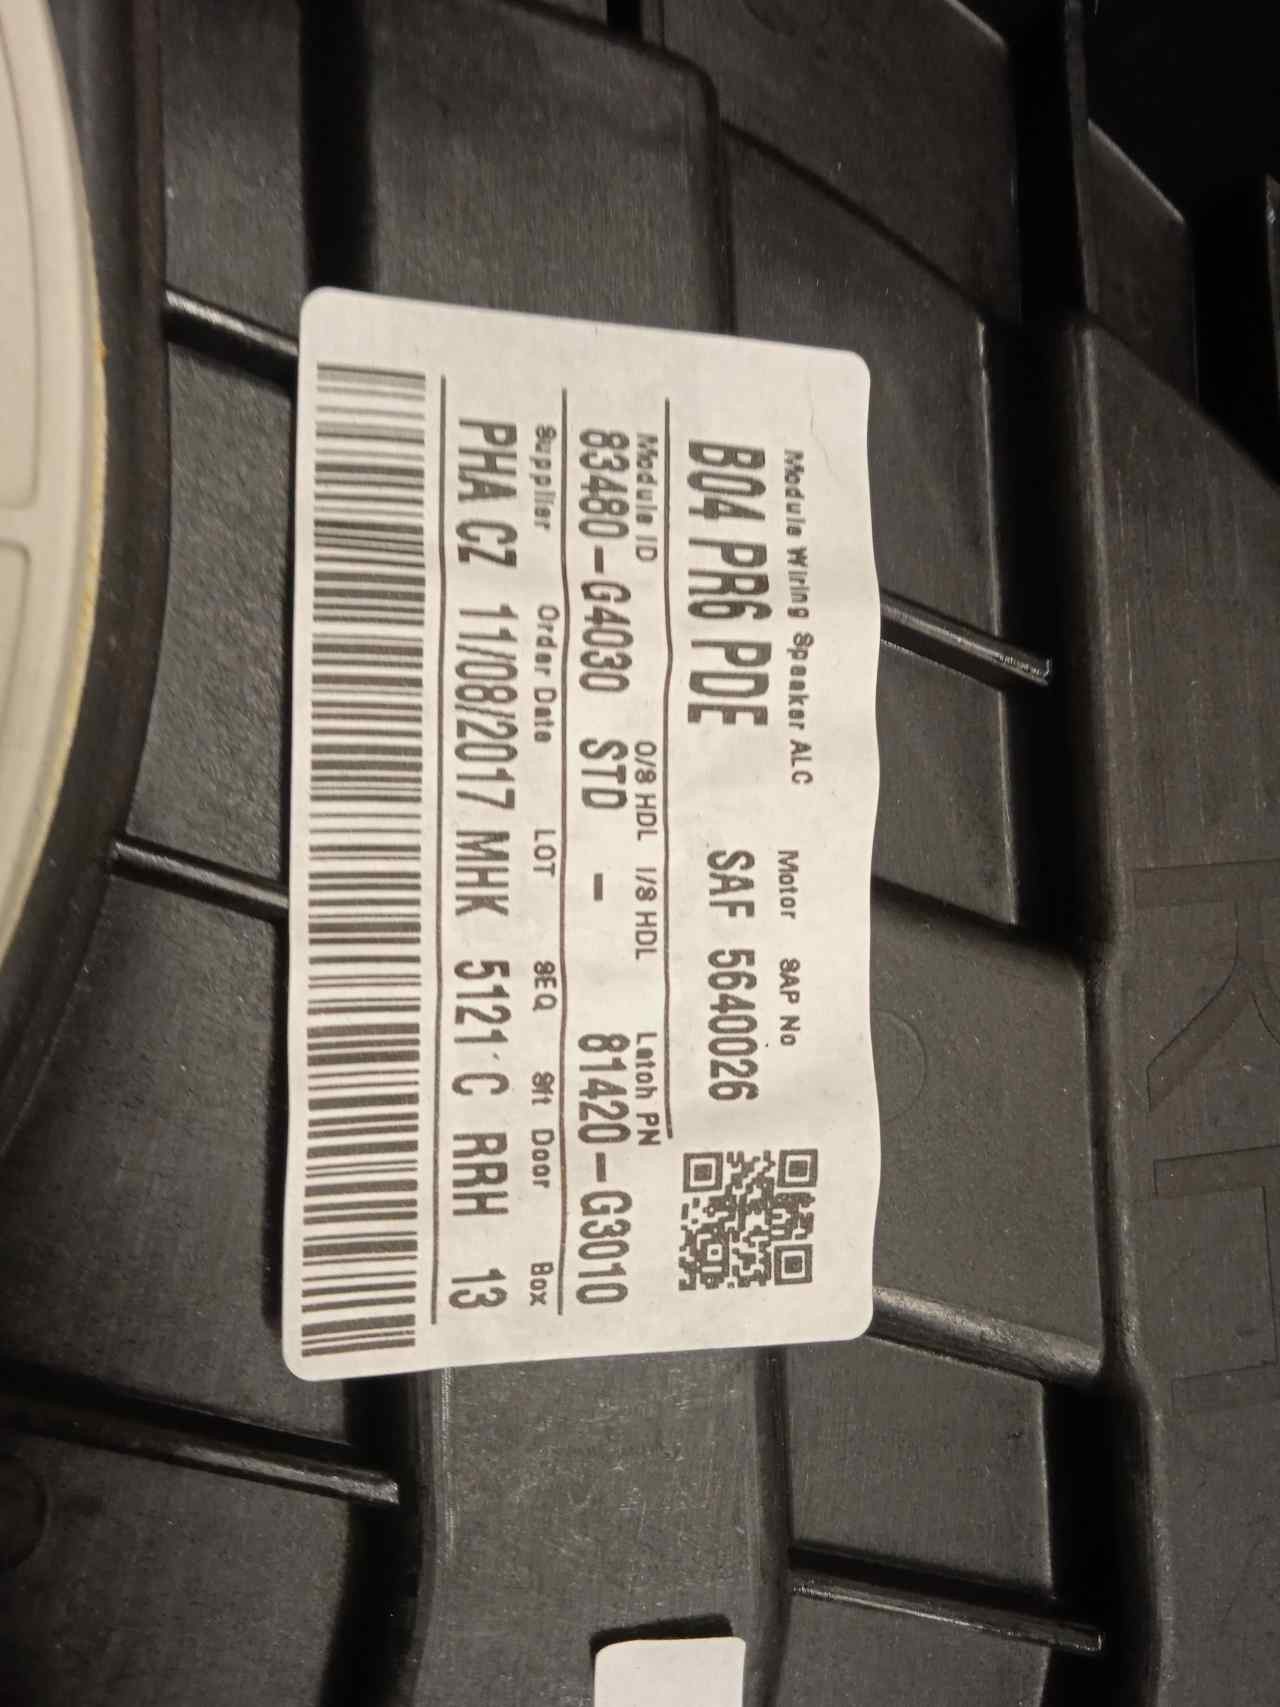 Module Wiring Speaker ALC Motor SAP No
B04 PR6 PDE SAF 5640026
Module ID O/S HDL I/S HDL Latch PN
83480-G4030 STD - 81420-G3010
Supplier Order Date LOT SEQ Sft Door Box
PHA CZ 11/08/2017 MHK 5121 C RRH 13